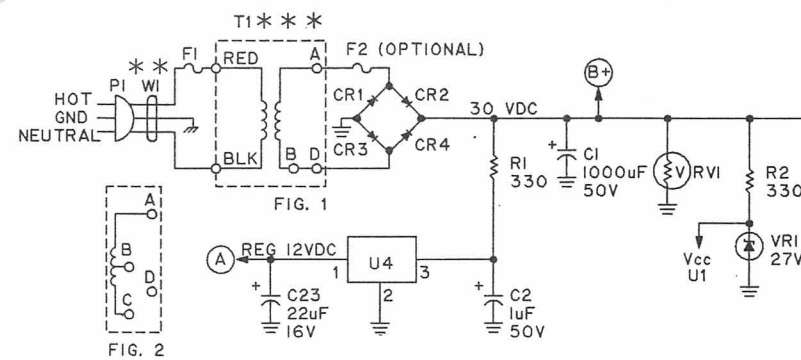 T1 * * *
A
F2 (OPTIONAL)
F1
RED
* *
P1
W1
B+
HOT
GND
NEUTRAL
CR1
CR2
30 VDC
CR3
CR4
BLK
B
D
FIG. 1
R1
330
+
C1
1000uF
50V
V
RV1
R2
330
Vcc
U1
VR1
27V
A
B
D
C
FIG. 2
A
REG 12VDC
1
U4
3
2
+
C23
22uF
16V
+
C2
1uF
50V